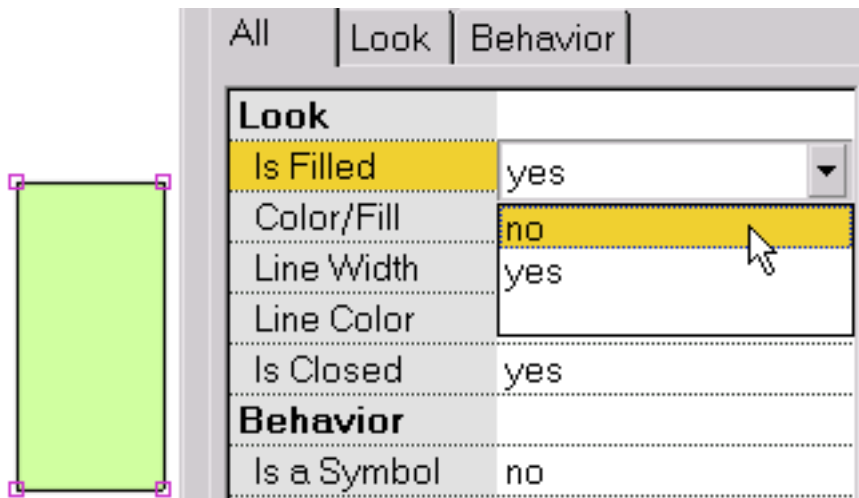 All Look Behavior
Look
Is Filled yes
Color/Fill no
Line Width yes
Line Color
Is Closed yes
Behavior
Is a Symbol no